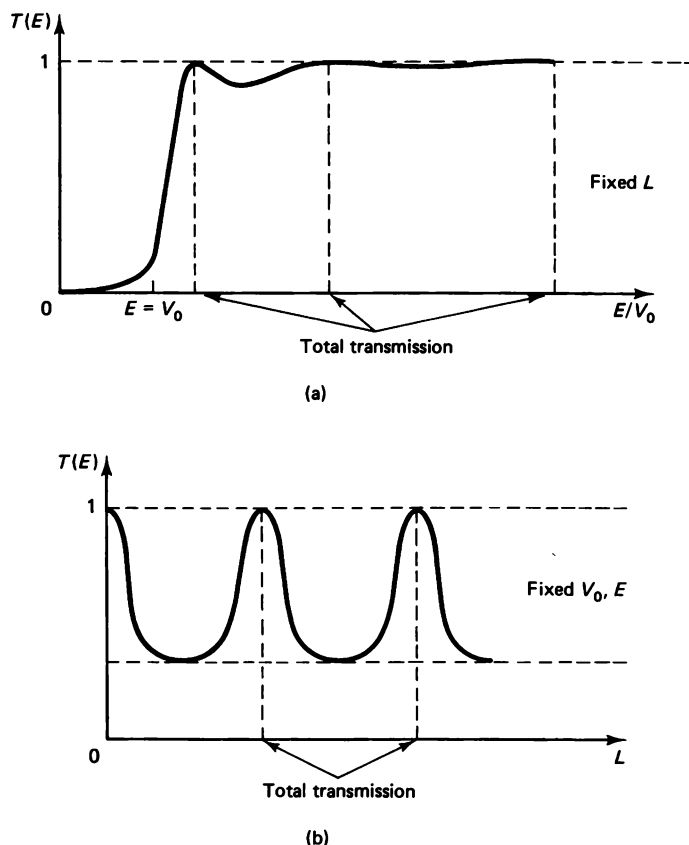 T(E)
1
Fixed L
0
E = V₀
E/V₀
Total transmission
(a)
T(E)
1
Fixed V₀, E
0
L
Total transmission
(b)